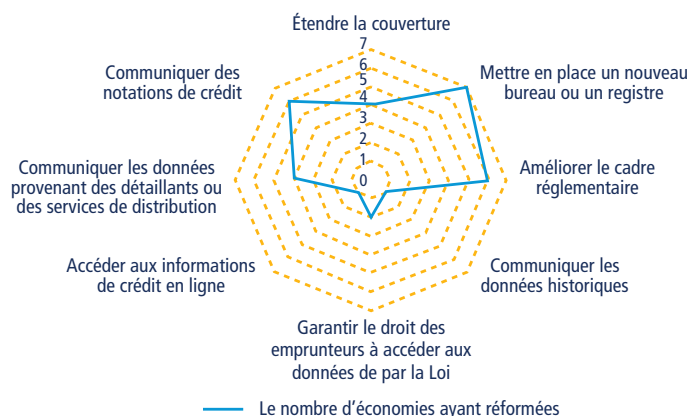 Étendre la couverture
7
6
5
4
3
2
1
0
Mettre en place un nouveau
bureau ou un registre
Améliorer le cadre
réglementaire
Communiquer les
données historiques
Garantir le droit des
emprunteurs à accéder aux
données de par la Loi
Accéder aux informations
de crédit en ligne
Communiquer les données
provenant des détaillants ou
des services de distribution
Communiquer des
notations de crédit
Le nombre d'économies ayant réformées